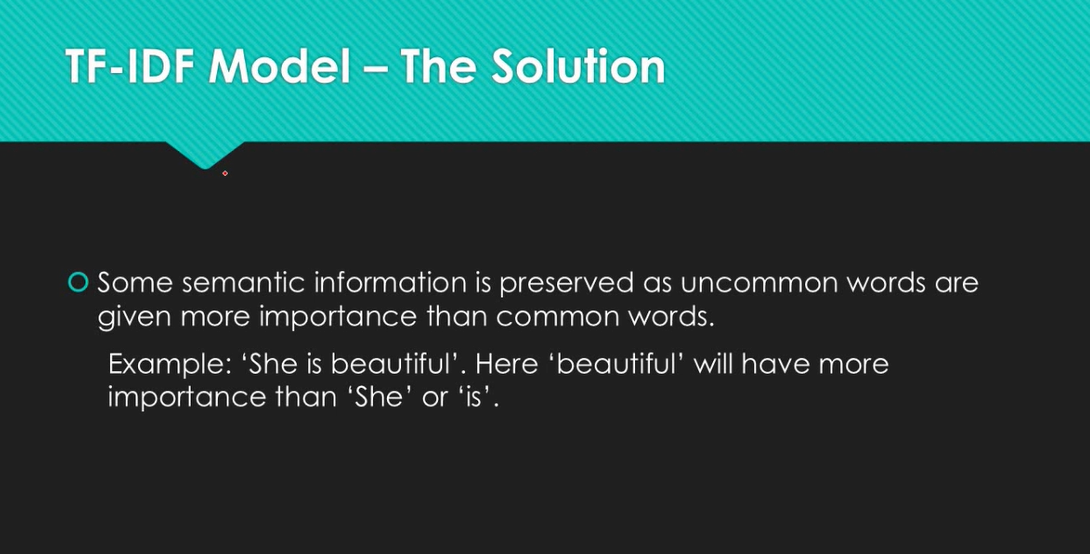 TF-IDF Model – The Solution
Some semantic information is preserved as uncommon words are
given more importance than common words.
Example: ‘She is beautiful’. Here ‘beautiful’ will have more
importance than ‘She’ or ‘is’.